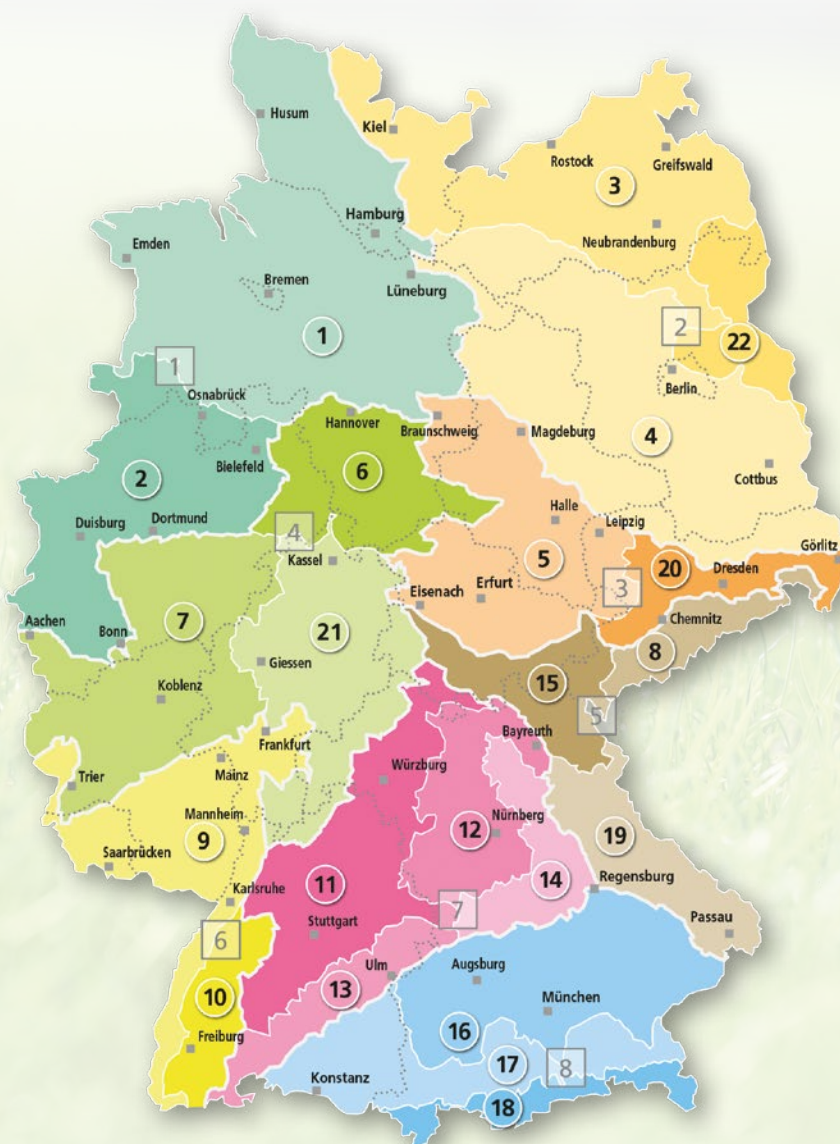 Husum
Kiel
Rostock
Greifswald
3
Hamburg
Neubrandenburg
Emden
Bremen
Lüneburg
1
2
22
1
Berlin
Osnabrück
Hannover
Braunschweig
Magdeburg
4
Bielefeld
6
2
Cottbus
Duisburg
Dortmund
4
Halle
Leipzig
Görlitz
Kassel
5
20
Dresden
Eisenach
Erfurt
3
Aachen
Bonn
7
21
Chemnitz
8
Giessen
Koblenz
15
5
Frankfurt
Bayreuth
Trier
Mainz
Würzburg
Mannheim
12
Nürnberg
19
9
Saarbrücken
11
14
Regensburg
Karlsruhe
7
Stuttgart
6
Passau
Ulm
Augsburg
10
13
München
16
Freiburg
17
8
Konstanz
18